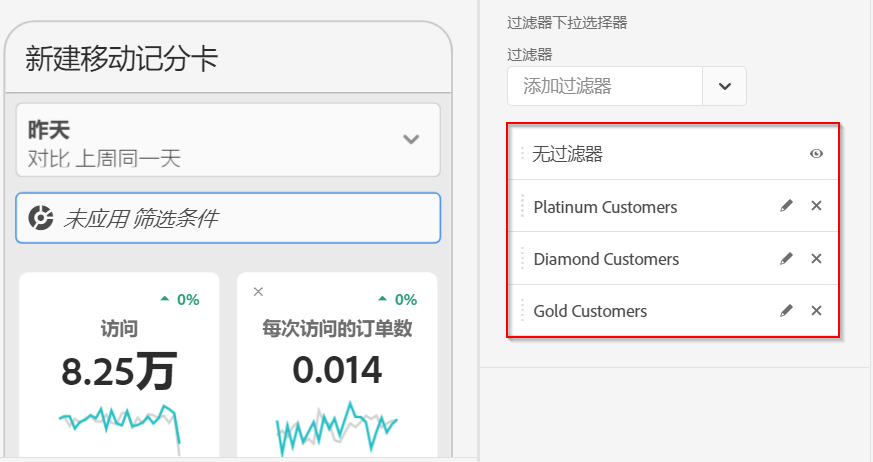 新建移动记分卡
昨天
对比 上周同一天
未应用 筛选条件
0%
访问
8.25万
0%
每次访问的订单数
0.014
过滤器下拉选择器
过滤器
添加过滤器
无过滤器
Platinum Customers
Diamond Customers
Gold Customers